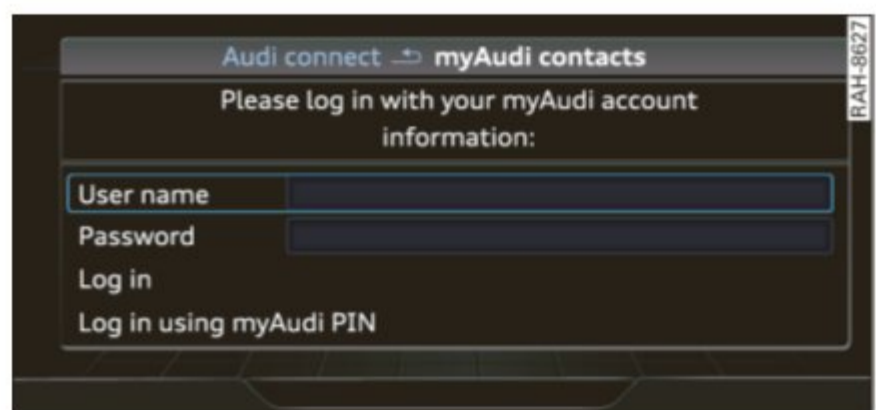 Audi connect myAudi contacts
Please log in with your myAudi account
information:
User name
Password
Log in
Log in using myAudi PIN
RAH-8627